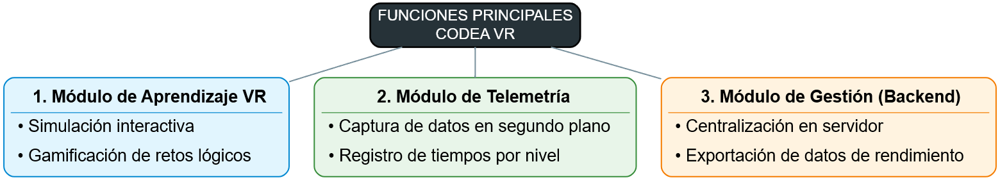 FUNCIONES PRINCIPALES
CODEA VR
1. Módulo de Aprendizaje VR
• Simulación interactiva
• Gamificación de retos lógicos
2. Módulo de Telemetría
• Captura de datos en segundo plano
• Registro de tiempos por nivel
3. Módulo de Gestión (Backend)
• Centralización en servidor
• Exportación de datos de rendimiento